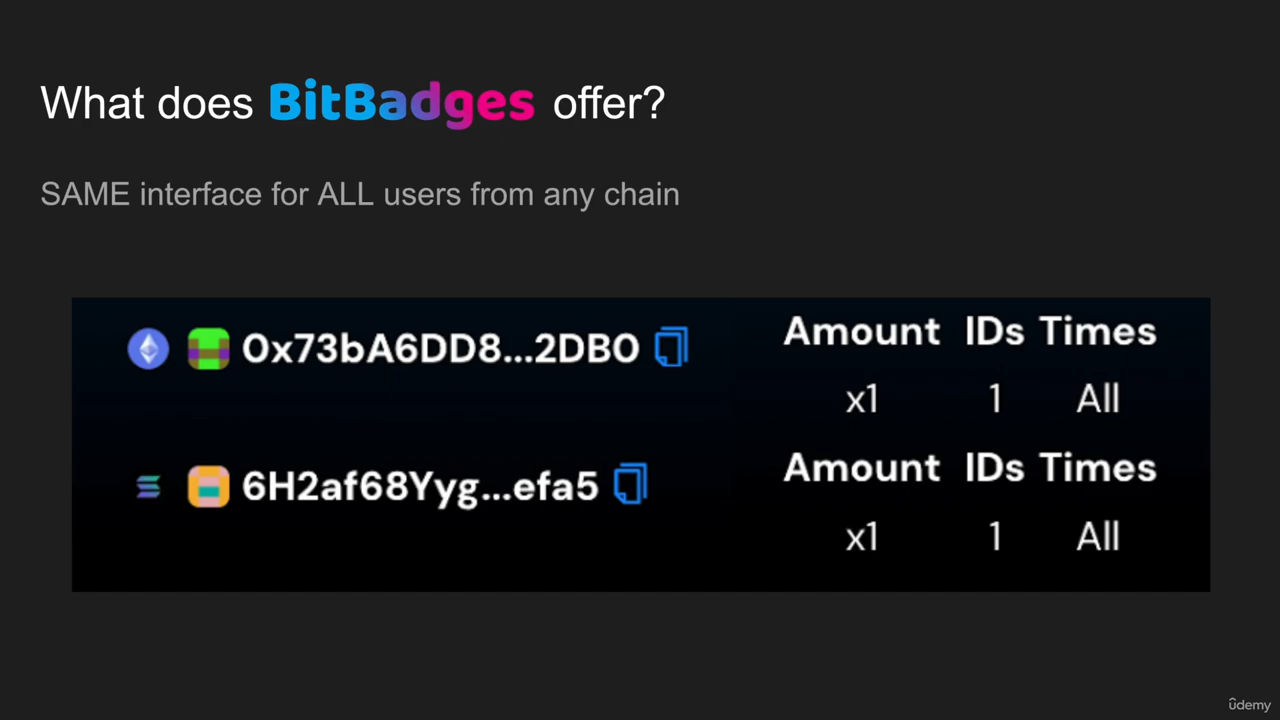 What does BitBadges offer?
SAME interface for ALL users from any chain
0x73bA6DD8...2DB0
Amount IDs Times
x1 1 All
6H2af68Yyg...efa5
Amount IDs Times
x1 1 All
ûdemy